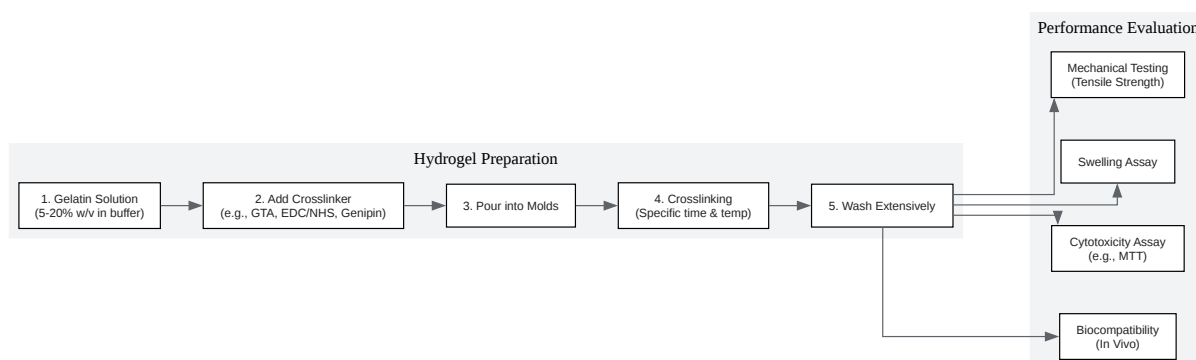 Performance Evaluation
Mechanical Testing
(Tensile Strength)
Swelling Assay
Cytotoxicity Assay
(e.g., MTT)
Biocompatibility
(In Vivo)
Hydrogel Preparation
1. Gelatin Solution
(5-20% w/v in buffer)
2. Add Crosslinker
(e.g., GTA, EDC/NHS, Genipin)
3. Pour into Molds
4. Crosslinking
(Specific time & temp)
5. Wash Extensively